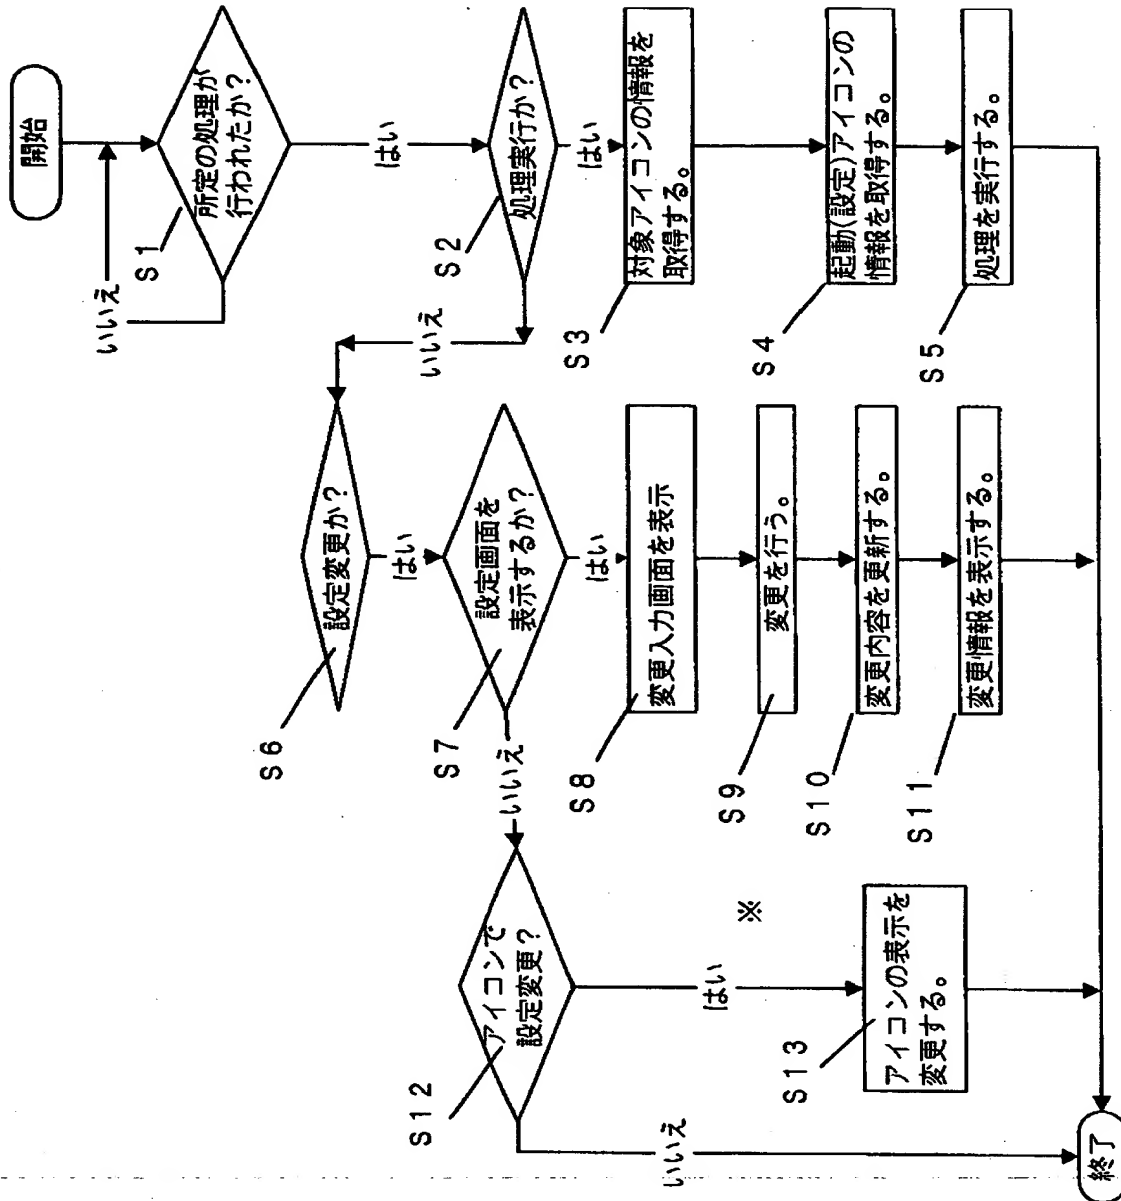 開始
所定の処理が
行われたか？
S1
いいえ
はい
処理実行か？
S2
いいえ
はい
対象アイコンの情報を
取得する。
S3
起動(設定)アイコンの
情報を取得する。
S4
処理を実行する。
S5
設定変更か？
S6
はい
設定画面を
表示するか？
S7
いいえ
はい
変更入力画面を表示
S8
変更を行う。
S9
変更内容を更新する。
S10
変更情報を表示する。
S11
アイコンで
設定変更？
S12
いいえ
はい
※
アイコンの表示を
変更する。
S13
終了